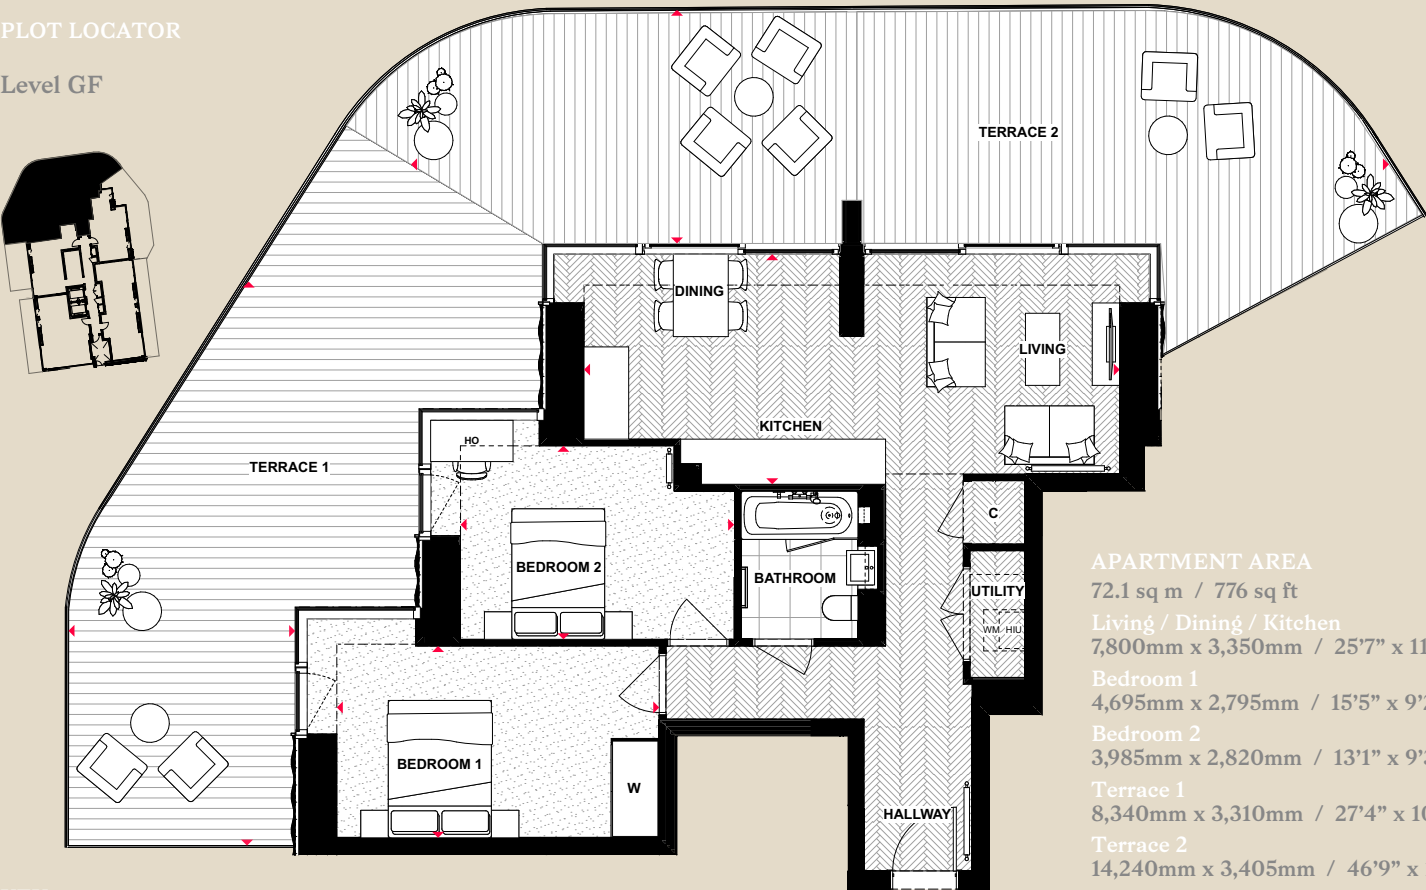 PLOT LOCATOR
Level GF
TERRACE 2
DINING
LIVING
KITCHEN
HO
TERRACE 1
C
BEDROOM 2
BATHROOM
UTILITY
WM HIU
BEDROOM 1
W
HALLWAY
APARTMENT AREA
72.1 sq m / 776 sq ft
Living / Dining / Kitchen
7,800mm x 3,350mm / 25’7” x 11
Bedroom 1
4,695mm x 2,795mm / 15’5” x 9’
Bedroom 2
3,985mm x 2,820mm / 13’1” x 9’
Terrace 1
8,340mm x 3,310mm / 27’4” x 10
Terrace 2
14,240mm x 3,405mm / 46’9” x